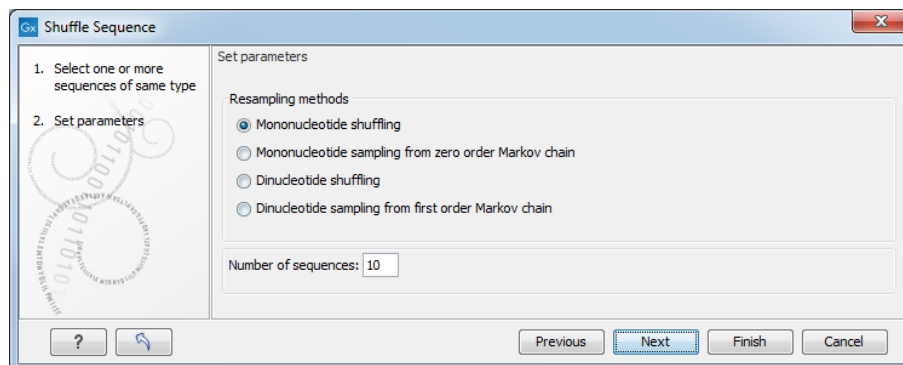 Gx Shuffle Sequence
1. Select one or more
sequences of same type
2. Set parameters
Set parameters
Resampling methods
Mononucleotide shuffling
Mononucleotide sampling from zero order Markov chain
Dinucleotide shuffling
Dinucleotide sampling from first order Markov chain
Number of sequences: 10
? Previous Next Finish Cancel